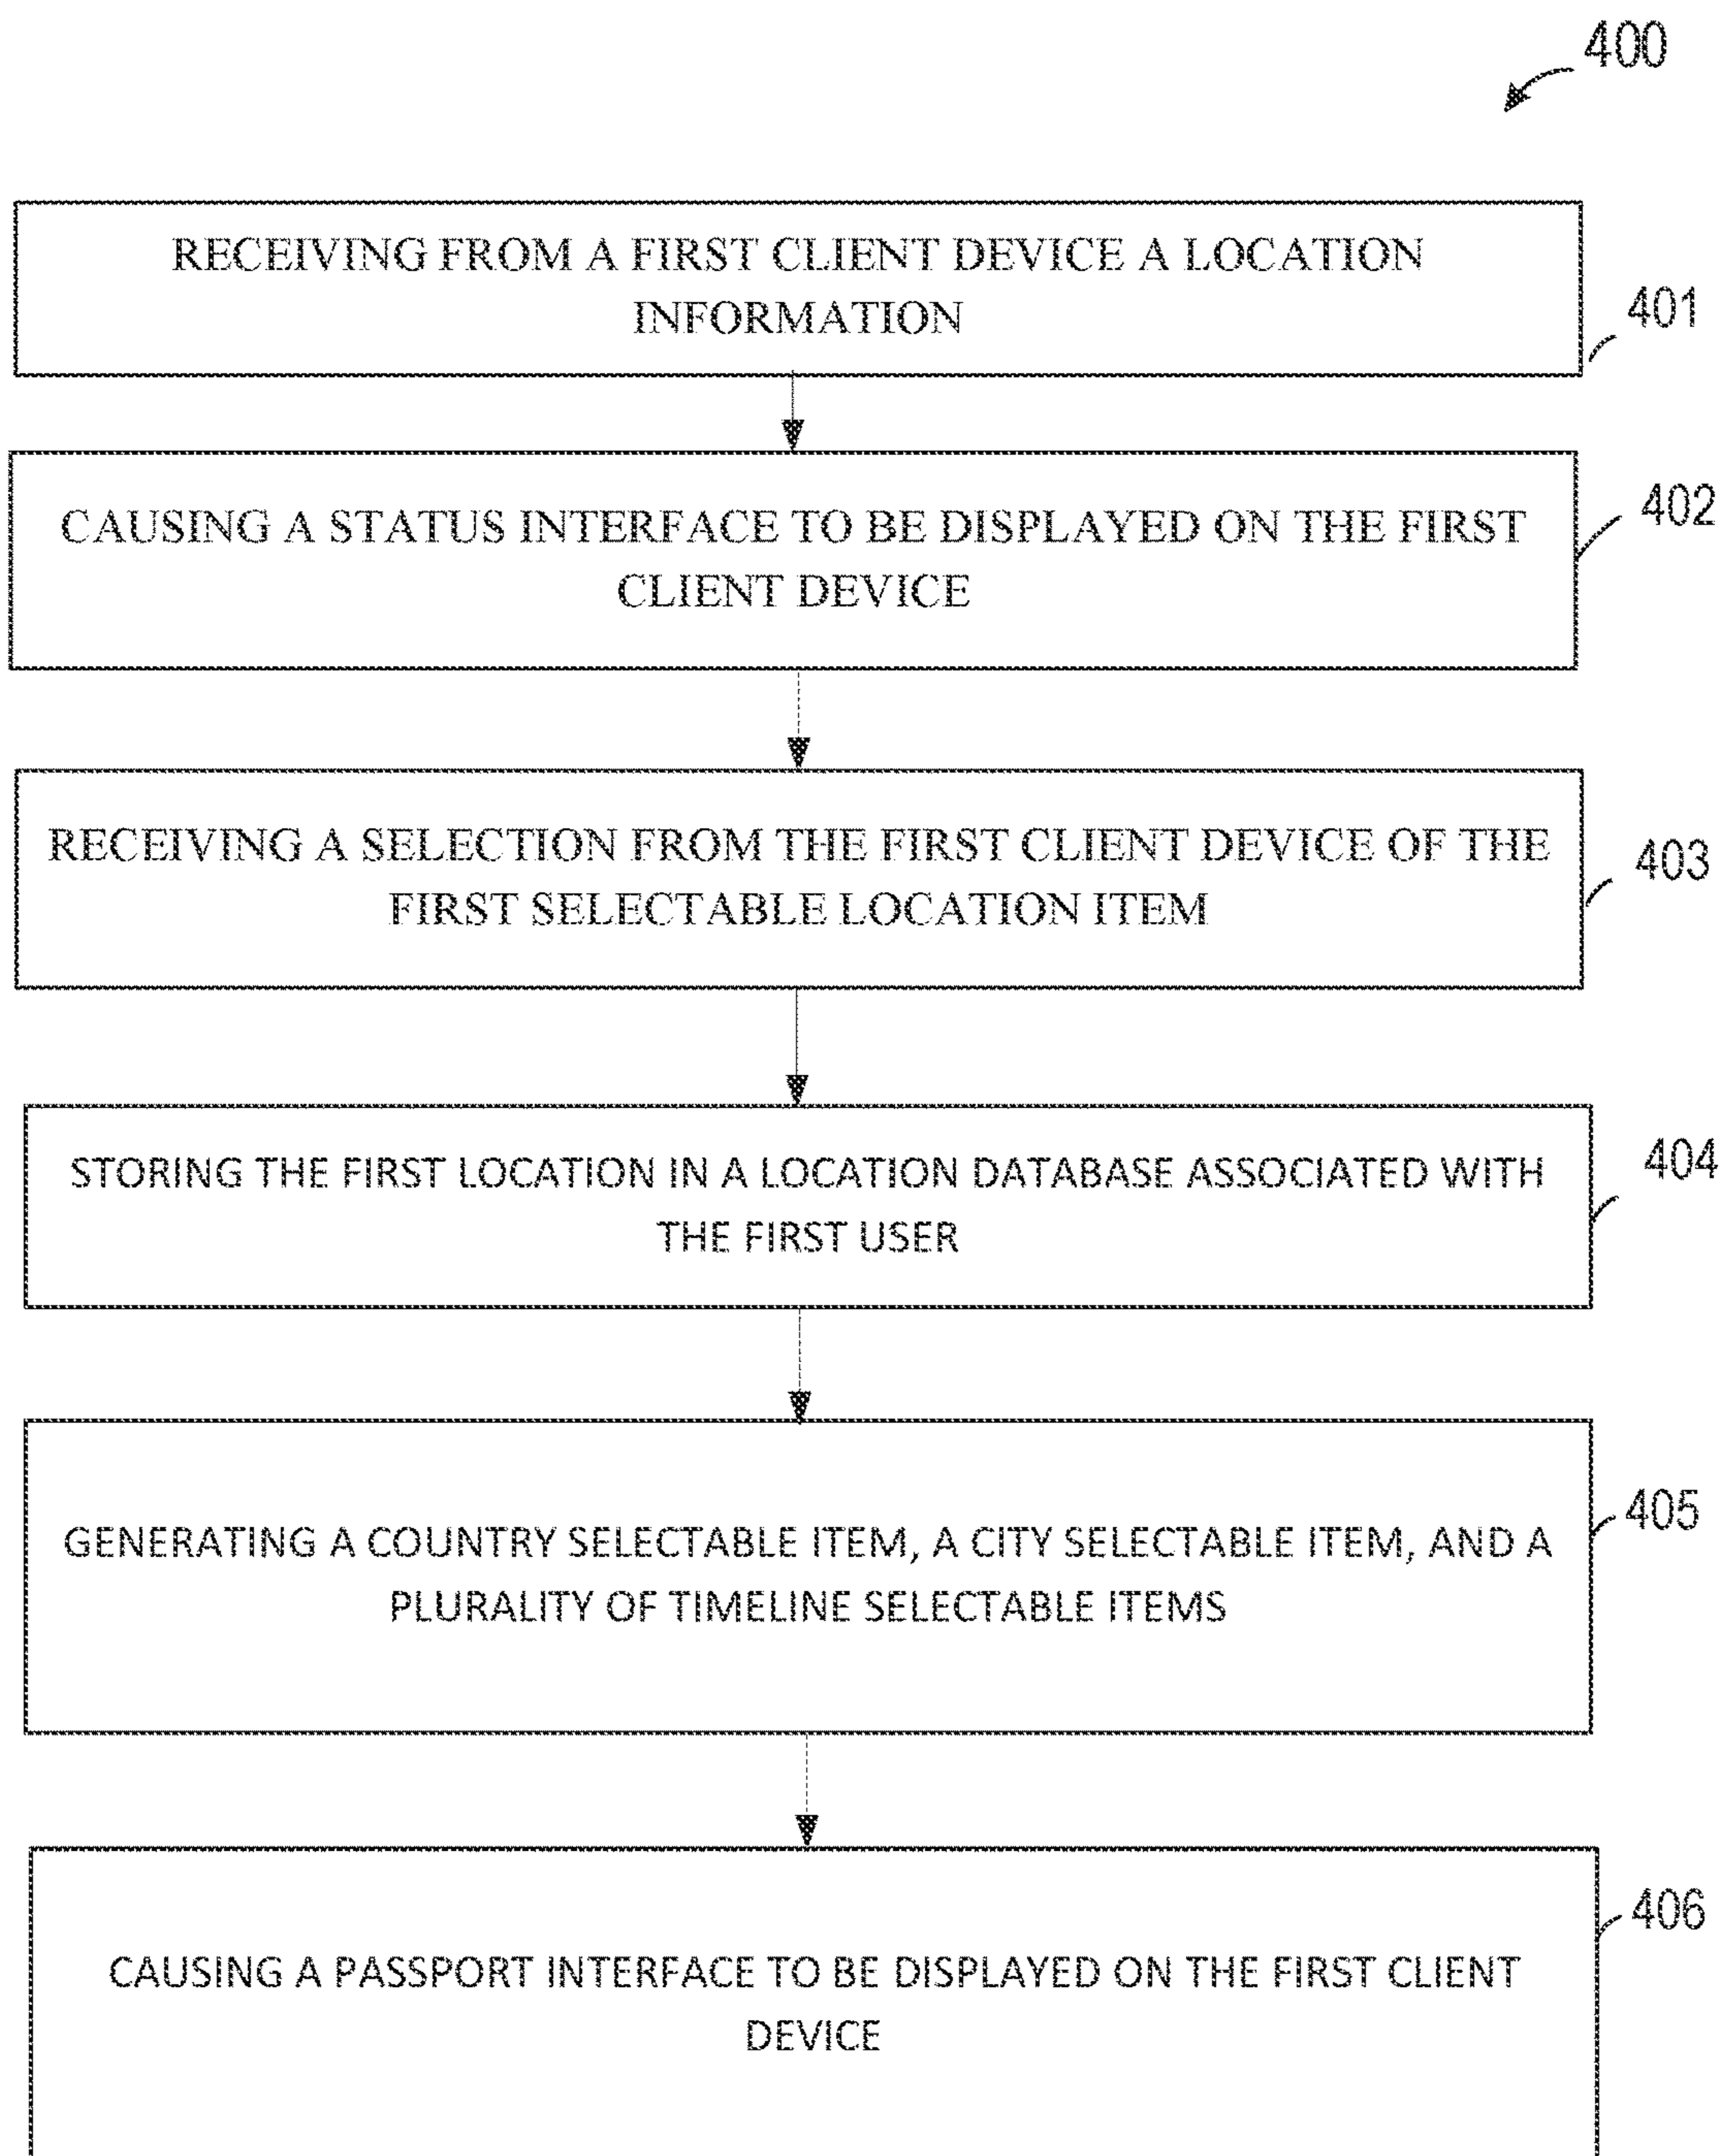 400
RECEIVING FROM A FIRST CLIENT DEVICE A LOCATION
INFORMATION
401
CAUSING A STATUS INTERFACE TO BE DISPLAYED ON THE FIRST
CLIENT DEVICE
402
RECEIVING A SELECTION FROM THE FIRST CLIENT DEVICE OF THE
FIRST SELECTABLE LOCATION ITEM
403
STORING THE FIRST LOCATION IN A LOCATION DATABASE ASSOCIATED WITH
THE FIRST USER
404
GENERATING A COUNTRY SELECTABLE ITEM, A CITY SELECTABLE ITEM, AND A
PLURALITY OF TIMELINE SELECTABLE ITEMS
405
CAUSING A PASSPORT INTERFACE TO BE DISPLAYED ON THE FIRST CLIENT
DEVICE
406